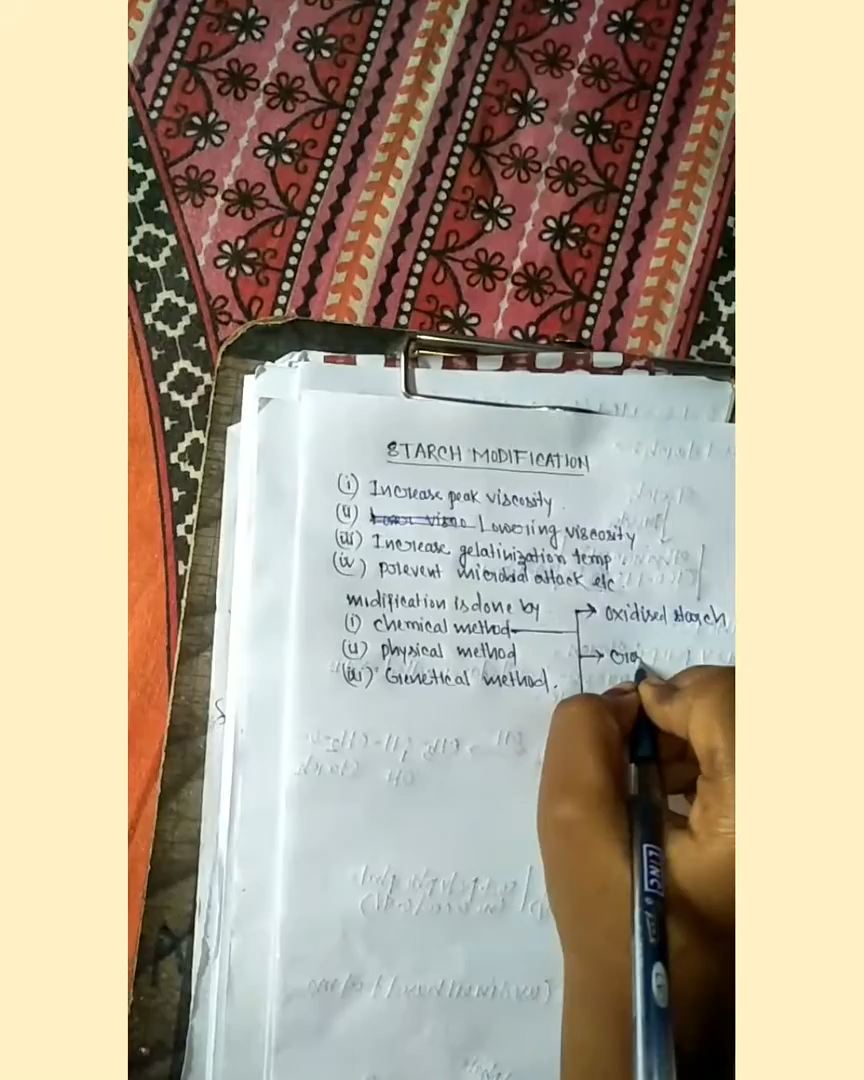 STARCH MODIFICATION
(i) Increase peak viscosity.
(ii) Lowering viscosity
(iii) Increase gelatinization temp
(iv) prevent microbial attack etc
modification is done by
(i) chemical method → oxidised starch
(ii) physical method
(iii) Genetical method.
LINC